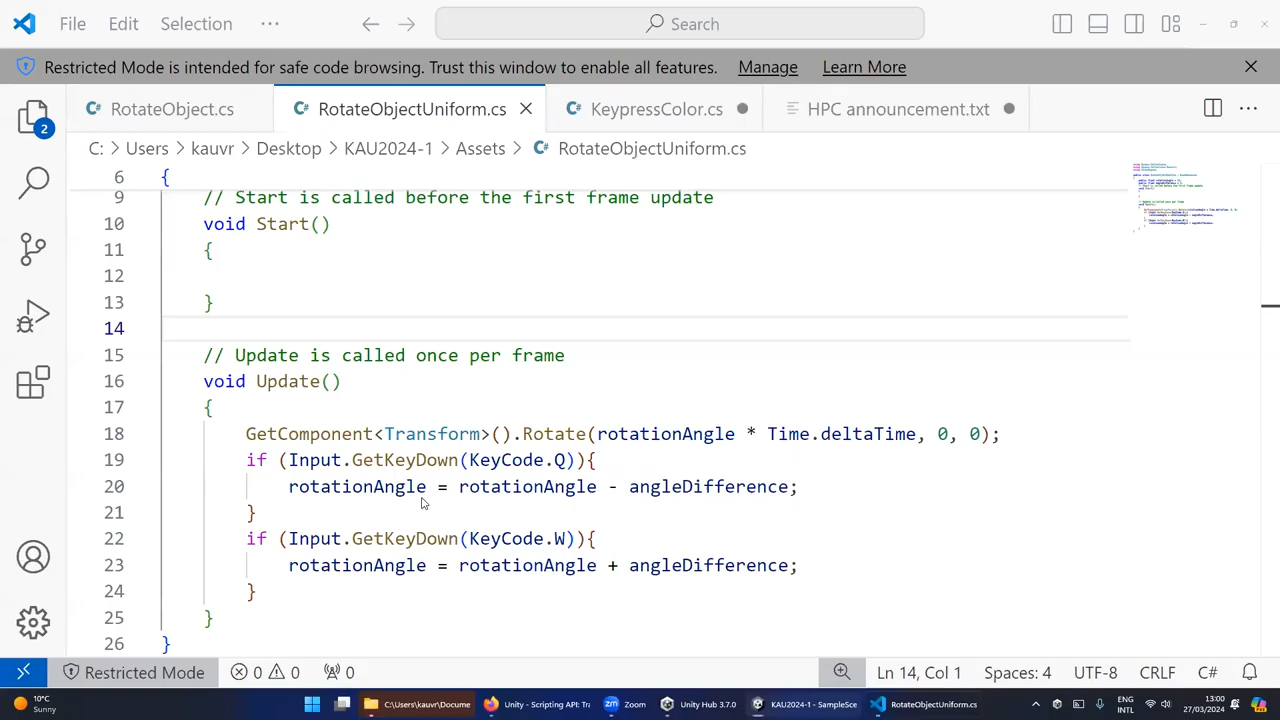 File Edit Selection ··· Search
Restricted Mode is intended for safe code browsing. Trust this window to enable all features. Manage Learn More
RotateObject.cs RotateObjectUniform.cs KeypressColor.cs HPC announcement.txt
2
C: > Users > kauvr > Desktop > KAU2024-1 > Assets > RotateObjectUniform.cs
6 {
9 // Start is called before the first frame update
10 void Start()
11 {
12
13 }
14
15 // Update is called once per frame
16 void Update()
17 {
18 GetComponent<Transform>().Rotate(rotationAngle * Time.deltaTime, 0, 0);
19 if (Input.GetKeyDown(KeyCode.Q)){
20 rotationAngle = rotationAngle - angleDifference;
21 }
22 if (Input.GetKeyDown(KeyCode.W)){
23 rotationAngle = rotationAngle + angleDifference;
24 }
25 }
26 }
Restricted Mode 0 0 0 Ln 14, Col 1 Spaces: 4 UTF-8 CRLF C#
10°C
Sunny
C:\Users\kauvr\Docume Unity - Scripting API: Tra Zoom Unity Hub 3.7.0 KAU2024-1 - SampleSce RotateObjectUniform.cs
ENG
INTL
13:00
27/03/2024